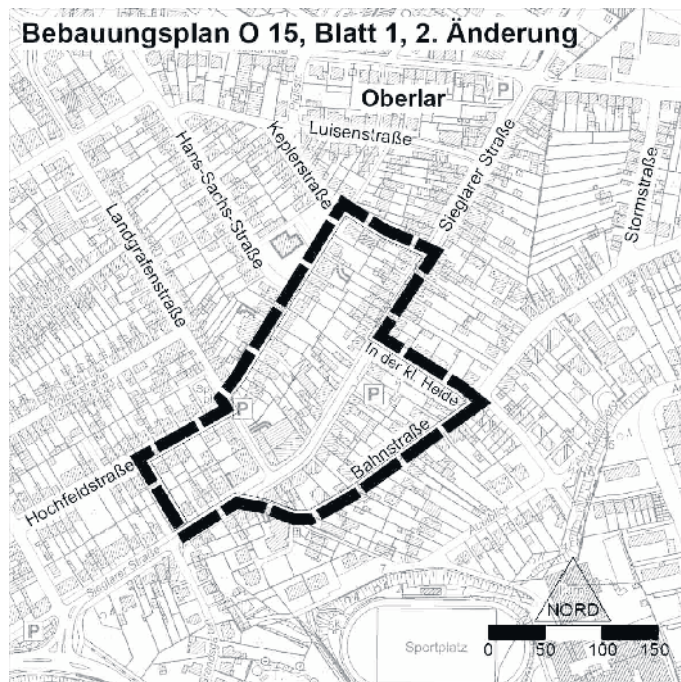 Bebauungsplan O 15, Blatt 1, 2. Änderung
Oberlar
P
Luisenstraße
Keplerstraße
Hans-Sachs-Straße
Sieglarer Straße
Stormstraße
Landgrafenstraße
In der kl. Heide
P
P
Bahnstraße
Hochfeldstraße
Sieglarer Straße
NORD
P
Sportplatz
0 50 100 150